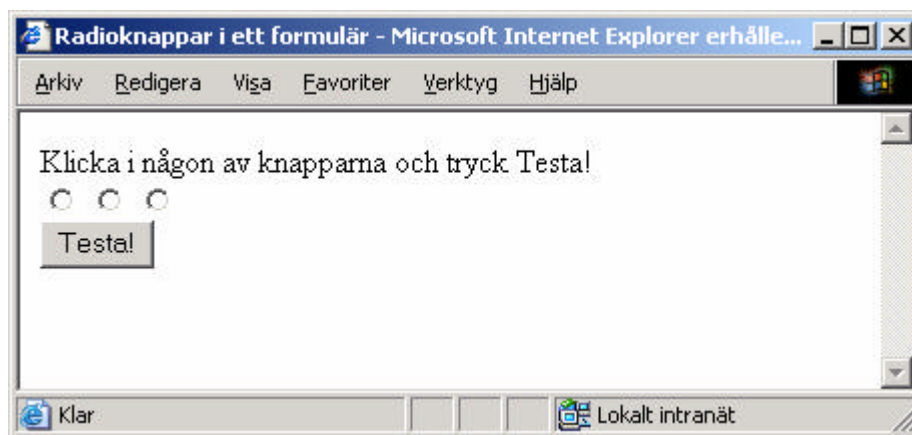 Radioknappar i ett formulär - Microsoft Internet Explorer erhålle...
Arkiv Redigera Visa Favoriter Verktyg Hjälp
Klicka i någon av knapparna och tryck Testa!
Testa!
Klar Lokalt intranät